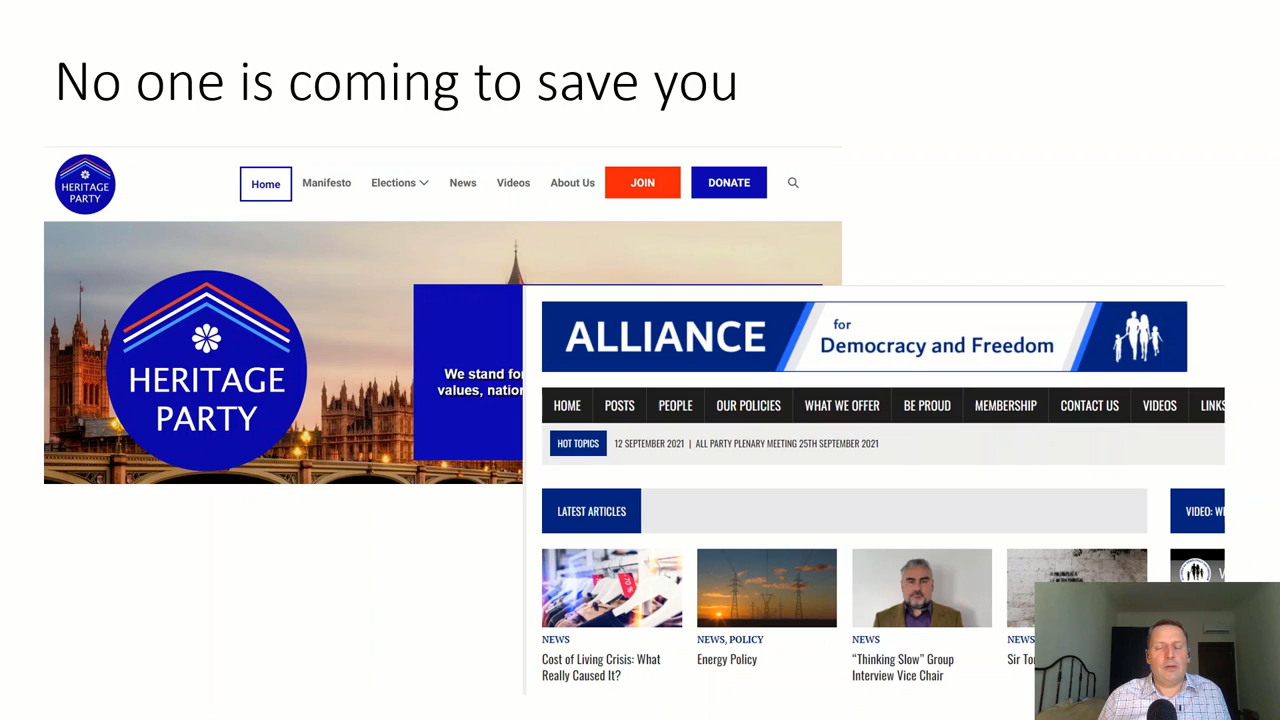 No one is coming to save you
HERITAGE
PARTY
Home
Manifesto
Elections
News
Videos
About Us
JOIN
DONATE
HERITAGE
PARTY
We stand fo
values, nation
ALLIANCE
for
Democracy and Freedom
HOME
POSTS
PEOPLE
OUR POLICIES
WHAT WE OFFER
BE PROUD
MEMBERSHIP
CONTACT US
VIDEOS
LINKS
HOT TOPICS
12 SEPTEMBER 2021 | ALL PARTY PLENARY MEETING 25TH SEPTEMBER 2021
LATEST ARTICLES
VIDEO: W
NEWS
Cost of Living Crisis: What
Really Caused It?
NEWS, POLICY
Energy Policy
NEWS
“Thinking Slow” Group
Interview Vice Chair
NEWS
Sir To